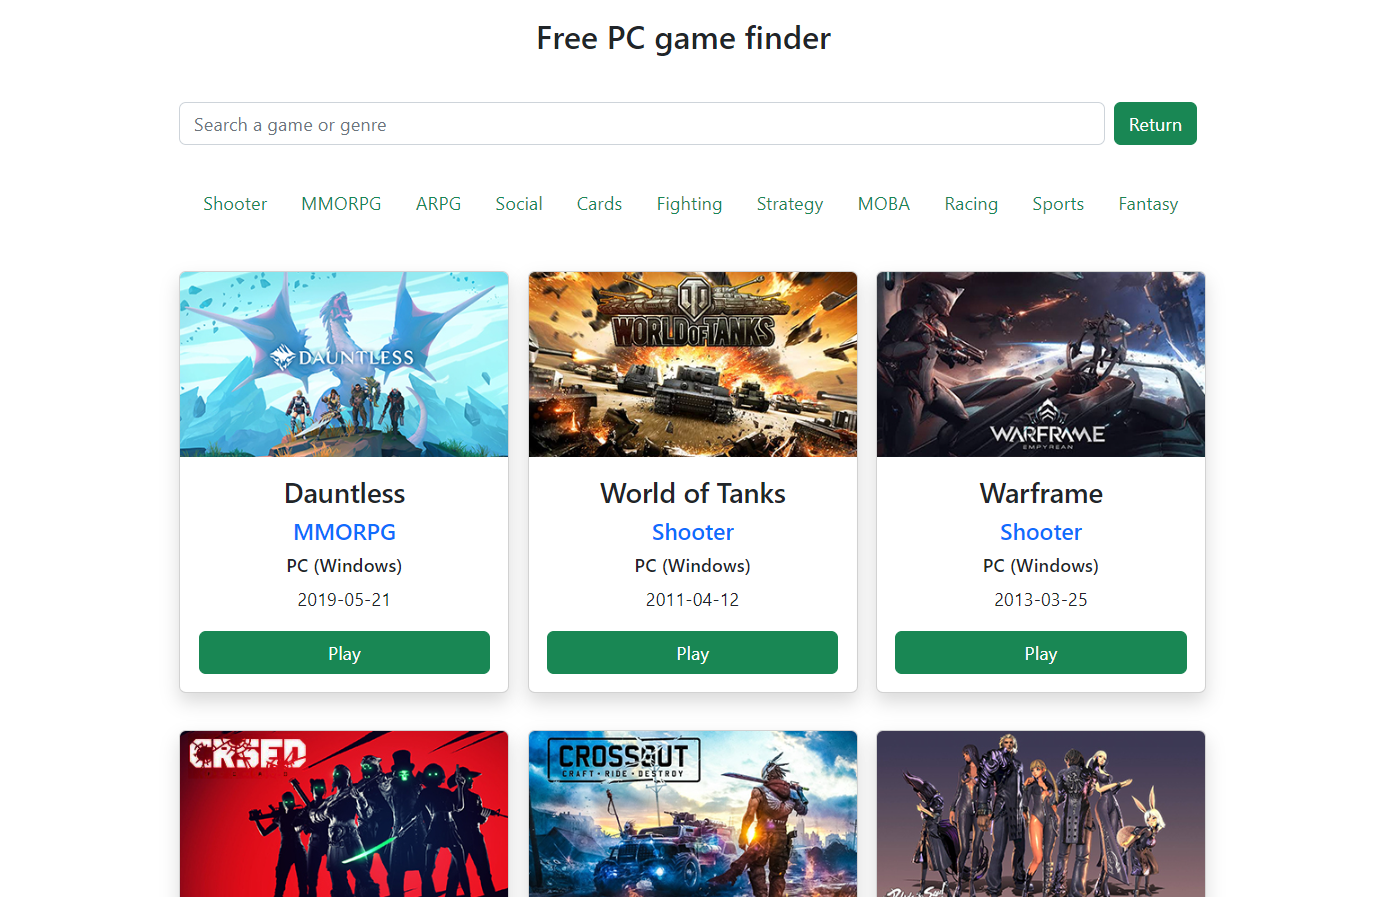 Free PC game finder
Search a game or genre
Return
Shooter MMORPG ARPG Social Cards Fighting Strategy MOBA Racing Sports Fantasy
DAUNTLESS
WORLD OF TANKS
WARFRAME
EMPYREAN
Dauntless
MMORPG
PC (Windows)
2019-05-21
Play
World of Tanks
Shooter
PC (Windows)
2011-04-12
Play
Warframe
Shooter
PC (Windows)
2013-03-25
Play
CRSED
CROSSOUT
CRAFT • RIDE • DESTROY